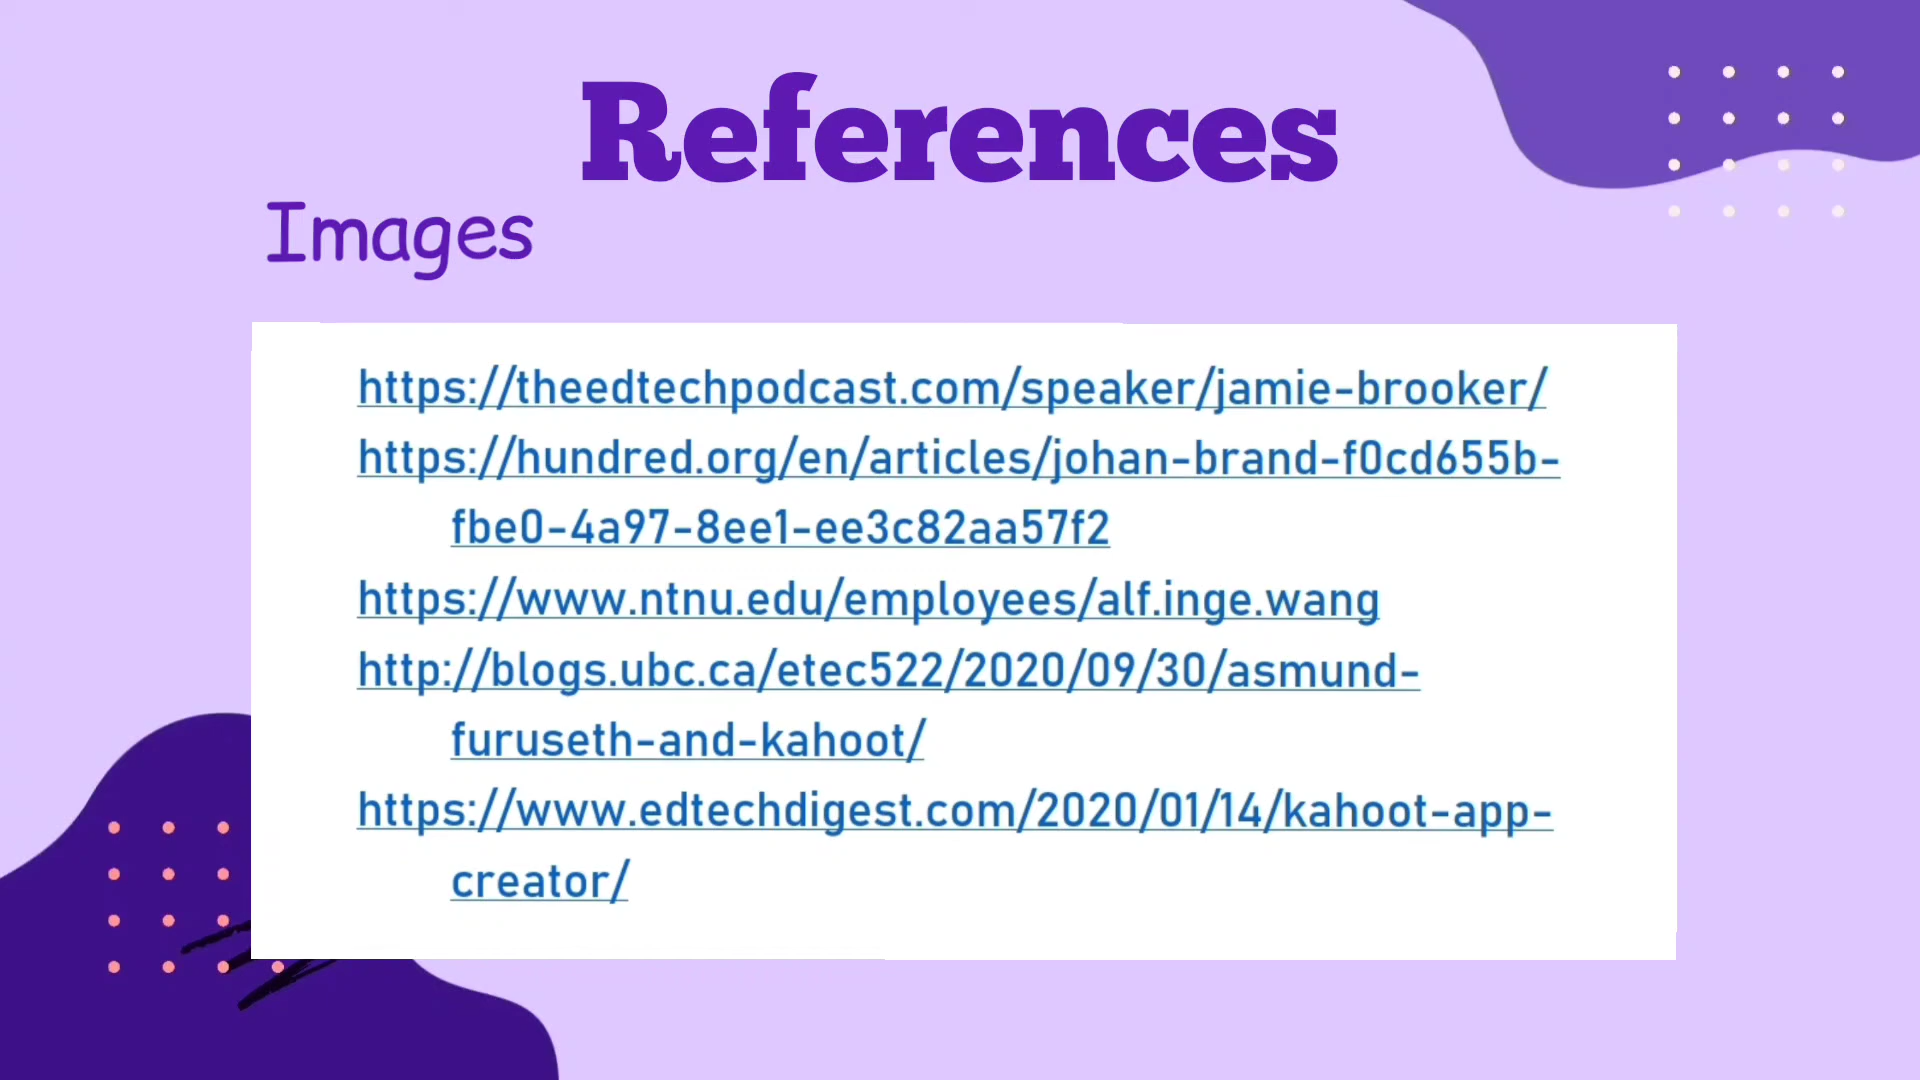 References
Images
https://theedtechpodcast.com/speaker/jamie-brooker/
https://hundred.org/en/articles/johan-brand-f0cd655b-
fbe0-4a97-8ee1-ee3c82aa57f2
https://www.ntnu.edu/employees/alf.inge.wang
http://blogs.ubc.ca/etec522/2020/09/30/asmund-
furuseth-and-kahoot/
https://www.edtechdigest.com/2020/01/14/kahoot-app-
creator/